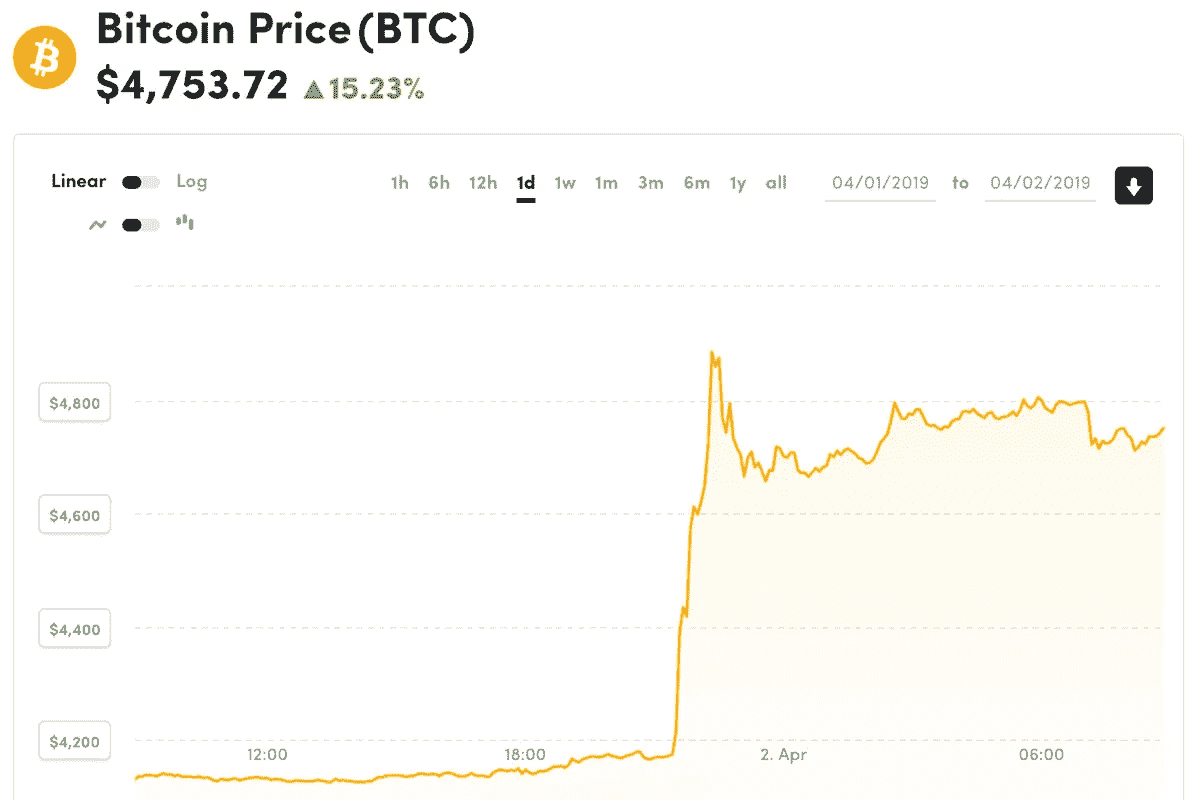 Bitcoin Price (BTC)
$4,753.72 ▲15.23%
Linear Log 1h 6h 12h 1d 1w 1m 3m 6m 1y all 04/01/2019 to 04/02/2019
$4,800
$4,600
$4,400
$4,200
12:00 18:00 2. Apr 06:00